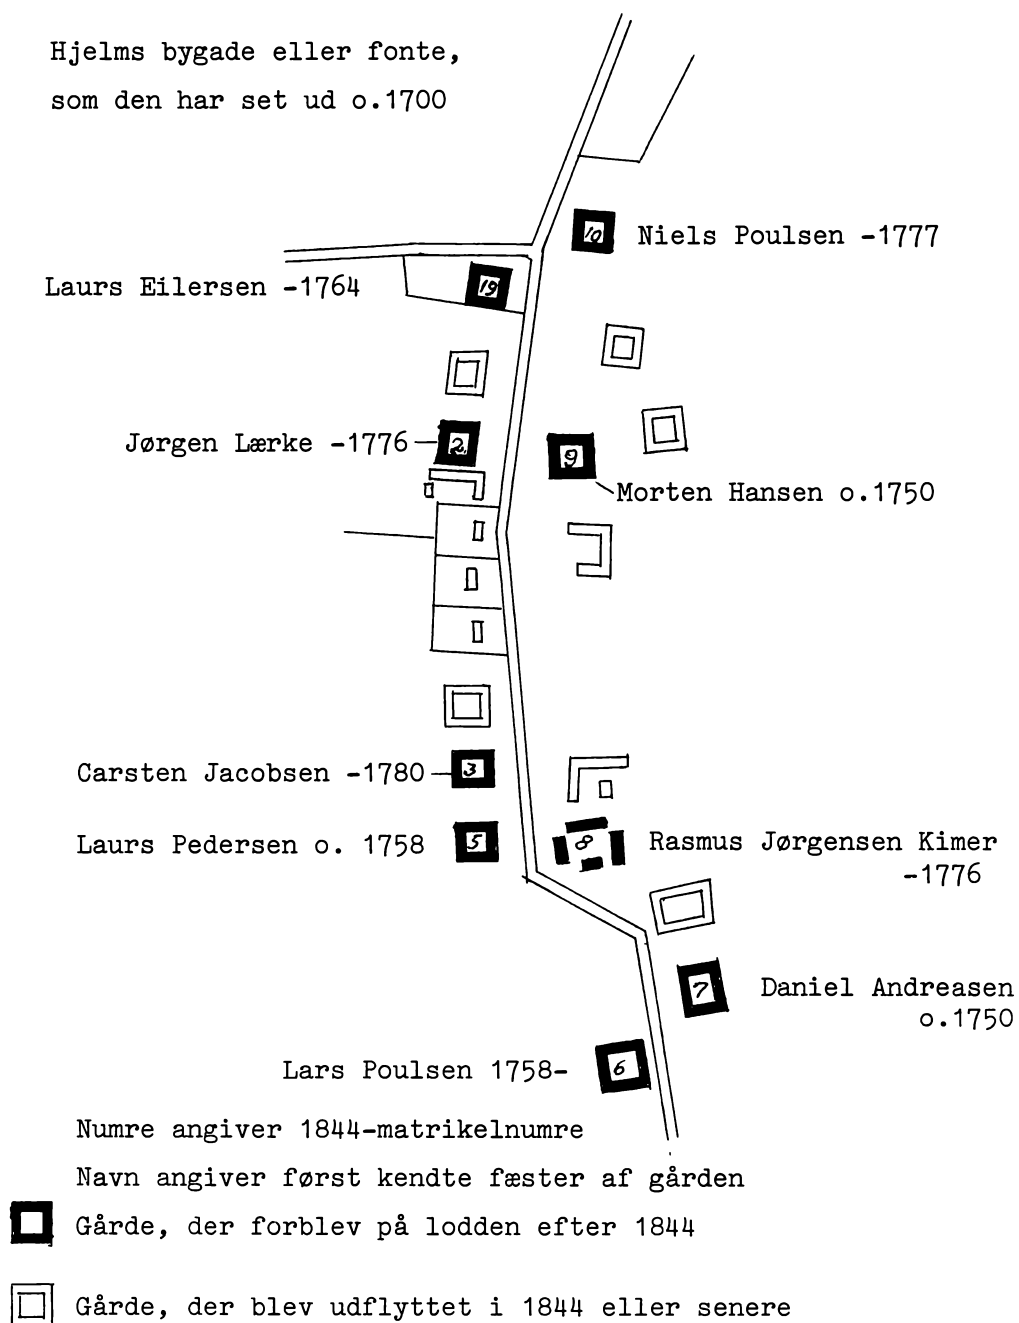 Hjelms bygade eller fonte,
som den har set ud o.1700
10 Niels Poulsen -1777
Laurs Eilersen -1764 19
Jørgen Lærke -1776 2
9
Morten Hansen o.1750
Carsten Jacobsen -1780 3
Laurs Pedersen o. 1758 5
8 Rasmus Jørgensen Kimer
-1776
7 Daniel Andreasen
o.1750
Lars Poulsen 1758- 6
Numre angiver 1844-matrikelnumre
Navn angiver først kendte fæster af gården
Gårde, der forblev på lodden efter 1844
Gårde, der blev udflyttet i 1844 eller senere